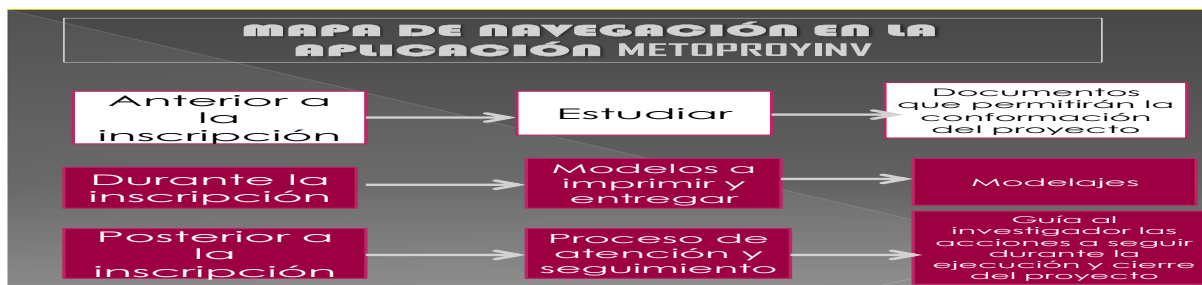 MAPA DE NAVEGACIÓN EN LA
APLICACIÓN METOPROYINV
Anterior a
la
inscripción
Estudiar
Documentos
que permitirán la
conformación
del proyecto
Durante la
inscripción
Modelos a
imprimir y
entregar
Modelajes
Posterior a
la
inscripción
Proceso de
atención y
seguimiento
Guía al
investigador las
acciones a seguir
durante la
ejecución y cierre
del proyecto